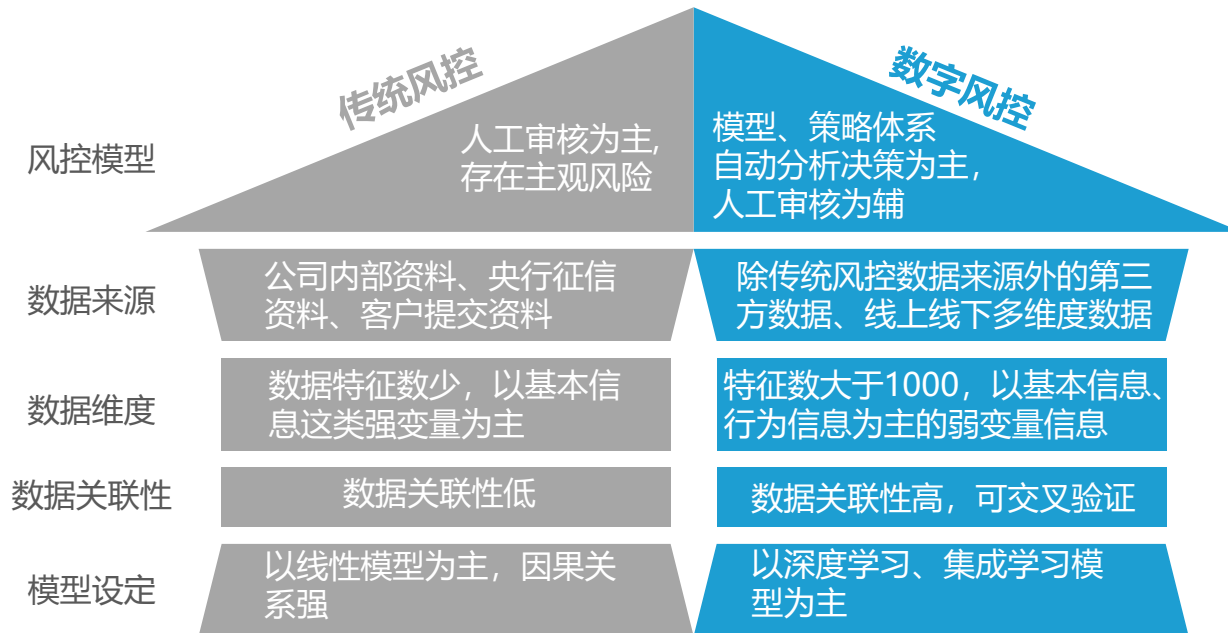 传统风控
数字风控
风控模型
人工审核为主,
存在主观风险
模型、策略体系
自动分析决策为主，
人工审核为辅
数据来源
公司内部资料、央行征信
资料、客户提交资料
除传统风控数据来源外的第三
方数据、线上线下多维度数据
数据维度
数据特征数少，以基本信
息这类强变量为主
特征数大于1000，以基本信息、
行为信息为主的弱变量信息
数据关联性
数据关联性低
数据关联性高，可交叉验证
模型设定
以线性模型为主，因果关
系强
以深度学习、集成学习模
型为主